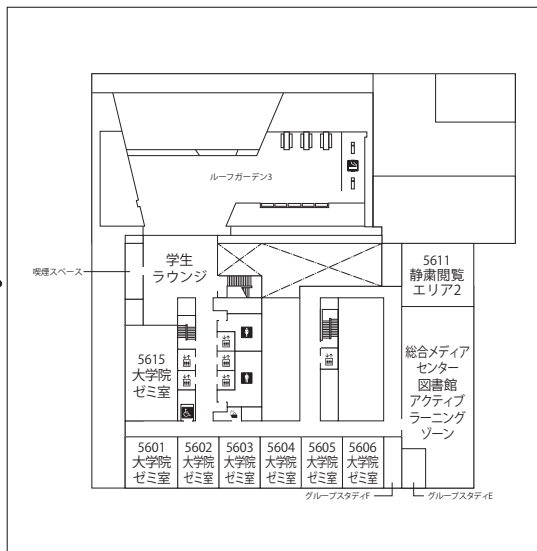 ルーフガーデン3
喫煙スペース
学生
ラウンジ
5611
静粛閲覧
エリア2
5615
大学院
ゼミ室
総合メディア
センター
図書館
アクティブ
ラーニング
ゾーン
5601
大学院
ゼミ室
5602
大学院
ゼミ室
5603
大学院
ゼミ室
5604
大学院
ゼミ室
5605
大学院
ゼミ室
5606
大学院
ゼミ室
グループスタディF
グループスタディE